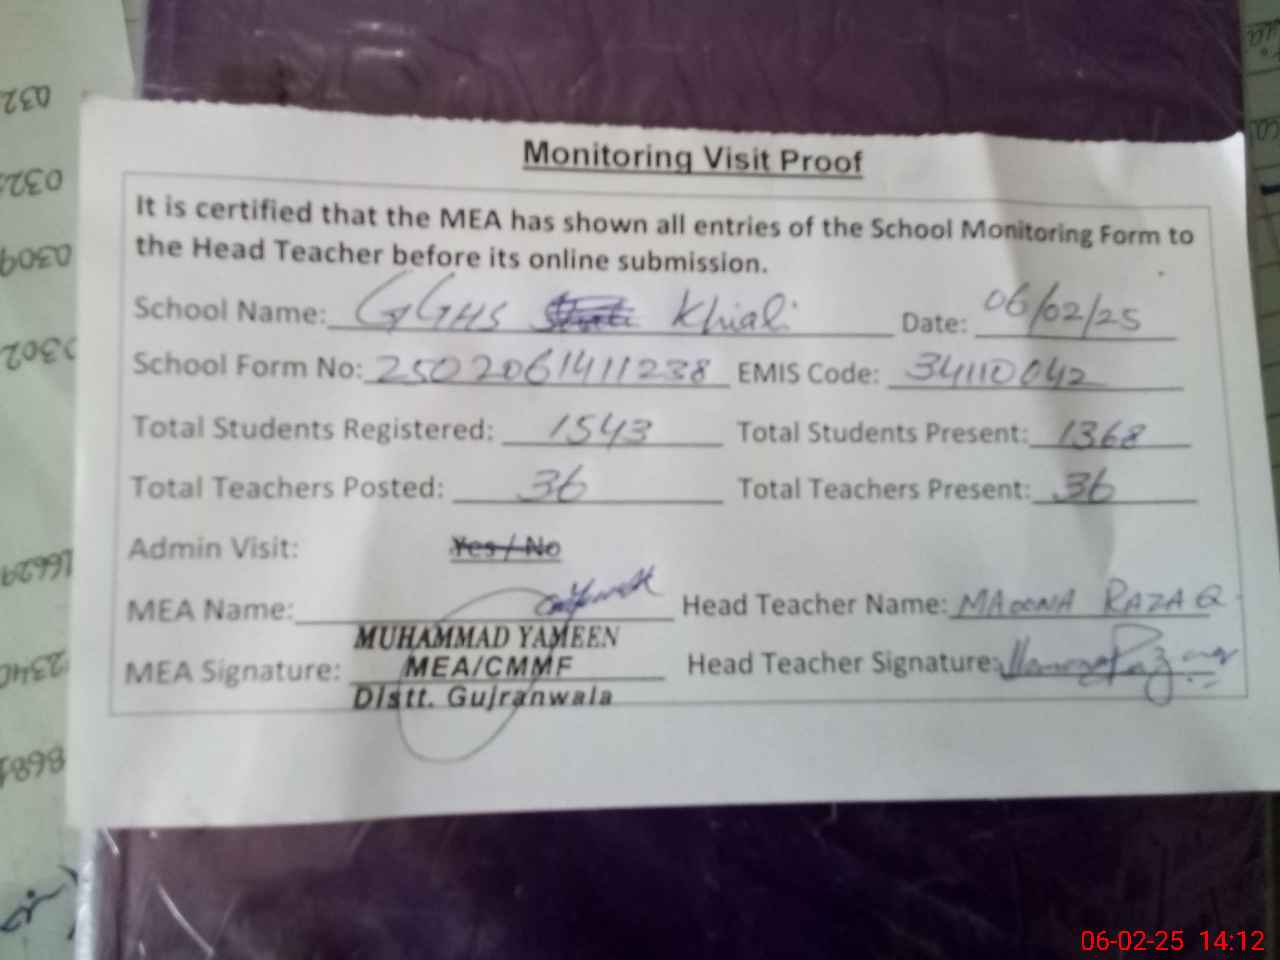 Monitoring Visit Proof
It is certified that the MEA has shown all entries of the School Monitoring Form to
the Head Teacher before its online submission.
School Name: GGHS Khiali Date: 06/02/25
School Form No: 2502061411238 EMIS Code: 34110042
Total Students Registered: 1543 Total Students Present: 1368
Total Teachers Posted: 36 Total Teachers Present: 36
Admin Visit: Yes / No
MEA Name: Head Teacher Name: RAZAQ
MUHAMMAD YAMEEN
MEA Signature: MEA/CMMF Head Teacher Signature:
Distt. Gujranwala
06-02-25 14:12